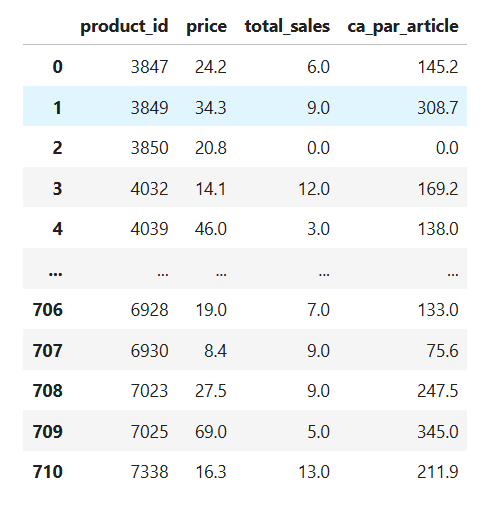 product_id price total_sales ca_par_article
0 3847 24.2 6.0 145.2
1 3849 34.3 9.0 308.7
2 3850 20.8 0.0 0.0
3 4032 14.1 12.0 169.2
4 4039 46.0 3.0 138.0
... ... ... ... ...
706 6928 19.0 7.0 133.0
707 6930 8.4 9.0 75.6
708 7023 27.5 9.0 247.5
709 7025 69.0 5.0 345.0
710 7338 16.3 13.0 211.9